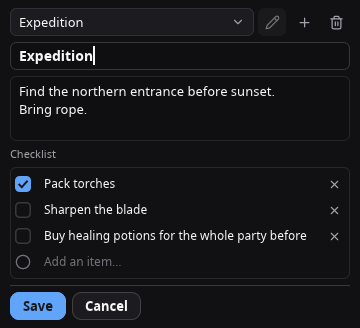 Expedition
Expedition
Find the northern entrance before sunset.
Bring rope.
Checklist
Pack torches
Sharpen the blade
Buy healing potions for the whole party before
Add an item...
Save Cancel